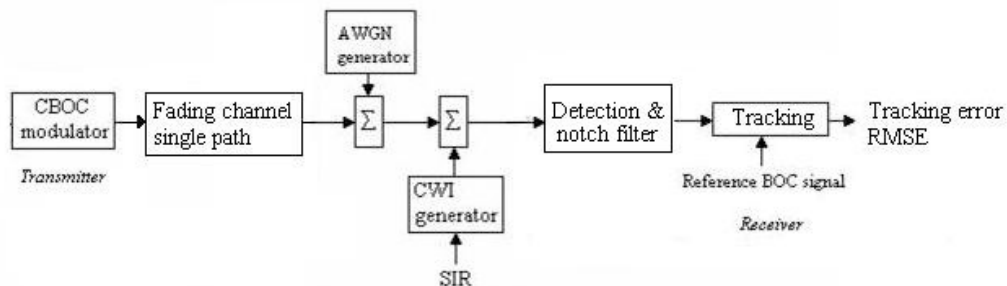 AWGN
generator
CBOC
modulator
Fading channel
single path
Σ
Σ
Detection &
notch filter
Tracking
Tracking error
RMSE
Transmitter
CWI
generator
Reference BOC signal
Receiver
SIR